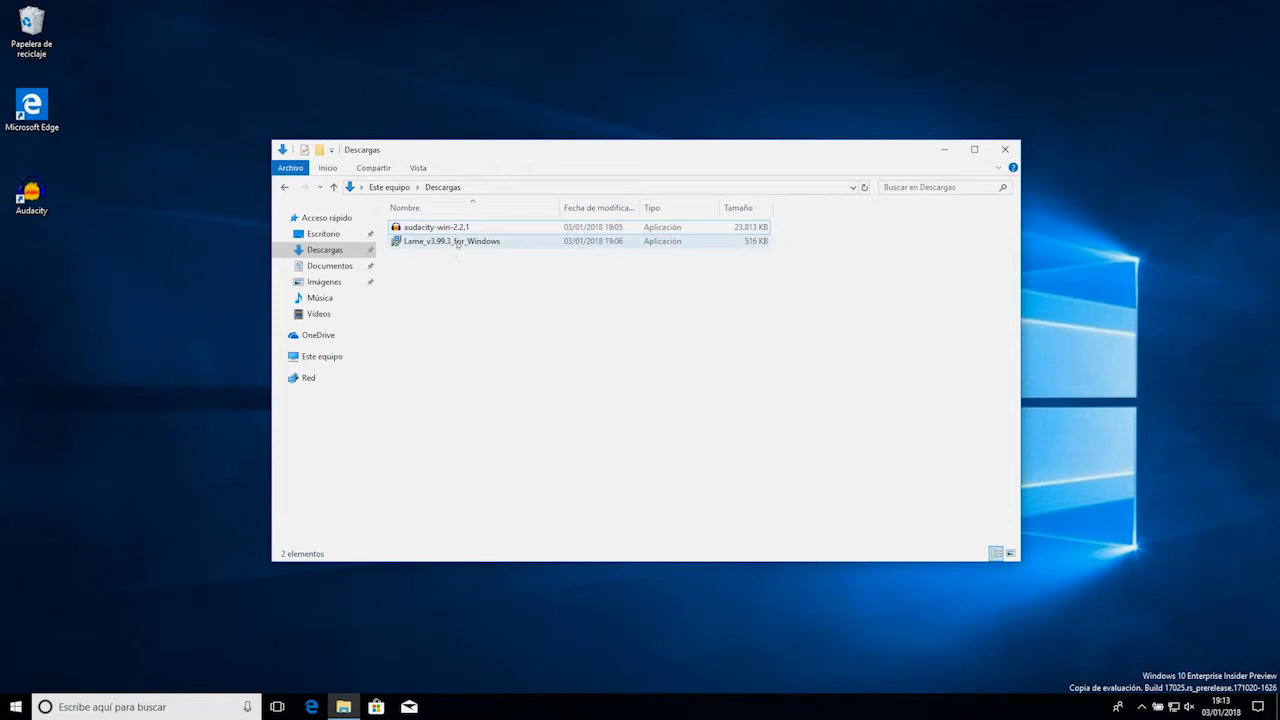 Papelera de
reciclaje
Microsoft Edge
Audacity
Descargas
Archivo Inicio Compartir Vista
Este equipo Descargas Buscar en Descargas
Nombre Fecha de modifica... Tipo Tamaño
audacity-win-2.2.1 03/01/2018 19:05 Aplicación 23.813 KB
Lame_v3.99.3_for_Windows 03/01/2018 19:06 Aplicación 516 KB
Acceso rápido
Escritorio
Descargas
Documentos
Imágenes
Música
Vídeos
OneDrive
Este equipo
Red
2 elementos
Windows 10 Enterprise Insider Preview
Copia de evaluación. Build 17025.rs_prerelease.171020-1626
Escribe aquí para buscar
19:13
03/01/2018